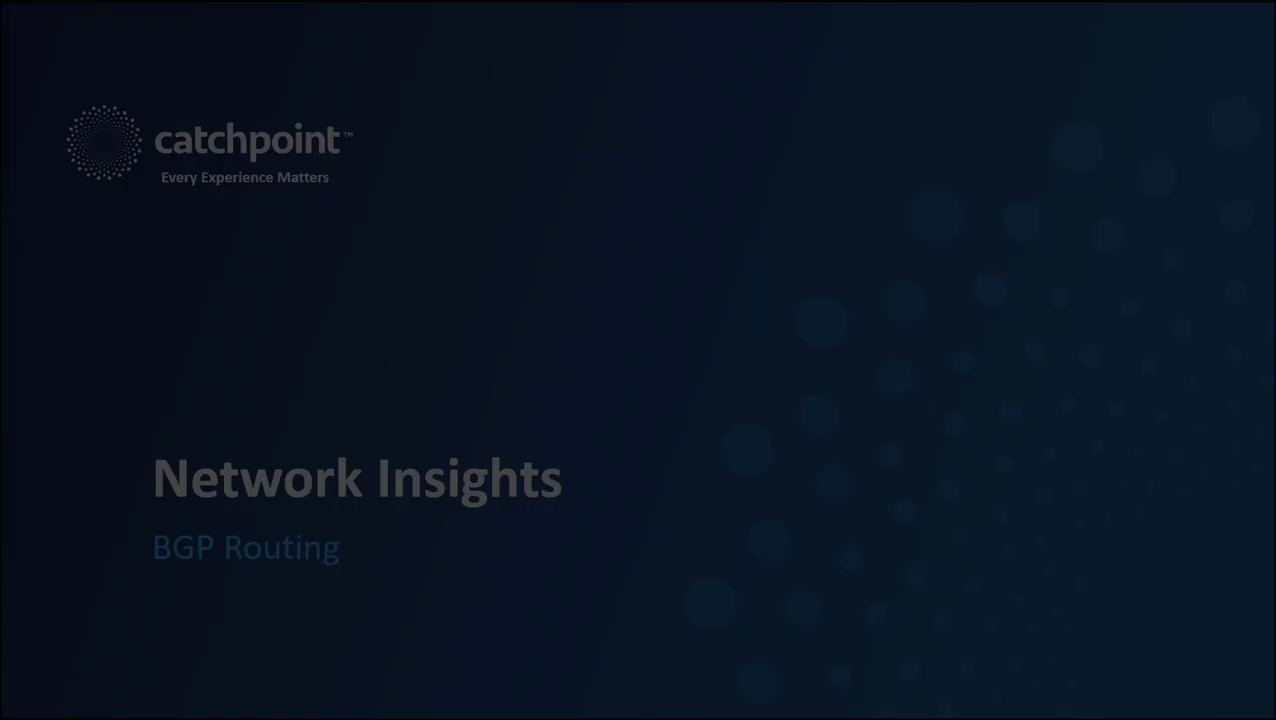 catchpoint™
Every Experience Matters
Network Insights
BGP Routing